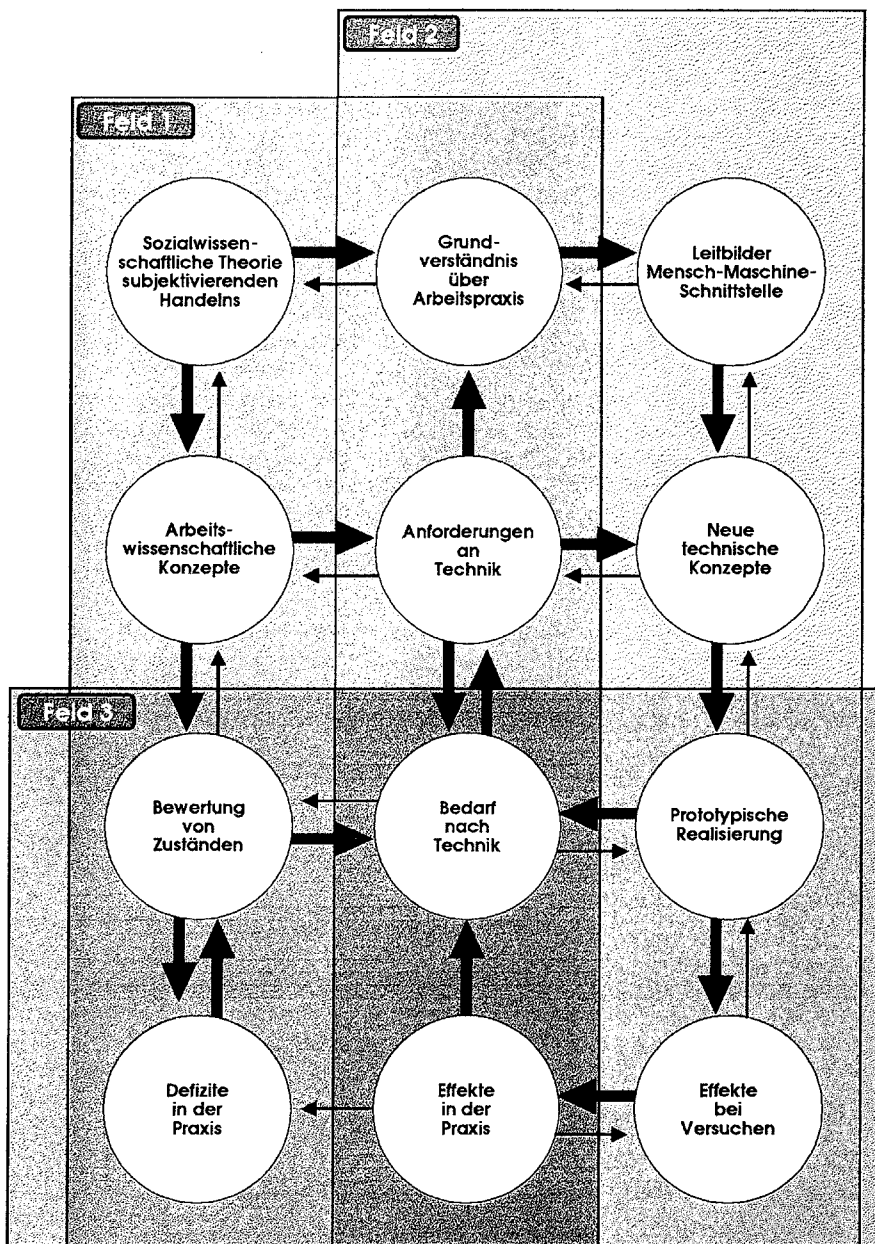 Feld 2
Feld 1
Sozialwissen-
schaftliche Theorie
subjektivierenden
Handelns
Grund-
verständnis
über
Arbeitspraxis
Leitbilder
Mensch-Maschine-
Schnittstelle
Arbeits-
wissenschaftliche
Konzepte
Anforderungen
an
Technik
Neue
technische
Konzepte
Feld 3
Bewertung
von
Zuständen
Bedarf
nach
Technik
Prototypische
Realisierung
Defizite
in der
Praxis
Effekte
in der
Praxis
Effekte
bei
Versuchen